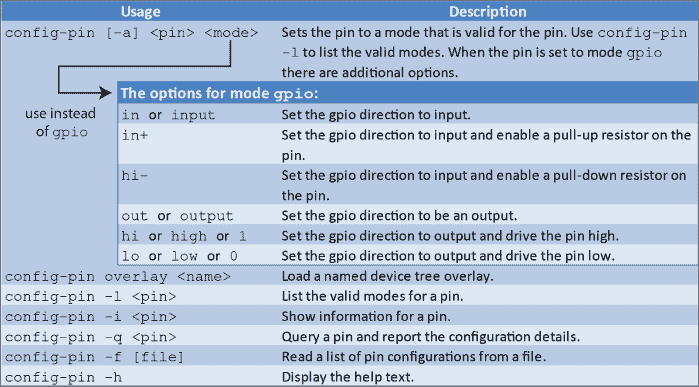 Usage Description
config-pin [-a] <pin> <mode> Sets the pin to a mode that is valid for the pin. Use config-pin
-l to list the valid modes. When the pin is set to mode gpio
there are additional options.
use instead
of gpio
The options for mode gpio:
in or input Set the gpio direction to input.
in+ Set the gpio direction to input and enable a pull-up resistor on the
pin.
hi- Set the gpio direction to input and enable a pull-down resistor on
the pin.
out or output Set the gpio direction to be an output.
hi or high or 1 Set the gpio direction to output and drive the pin high.
lo or low or 0 Set the gpio direction to output and drive the pin low.
config-pin overlay <name> Load a named device tree overlay.
config-pin -l <pin> List the valid modes for a pin.
config-pin -i <pin> Show information for a pin.
config-pin -q <pin> Query a pin and report the configuration details.
config-pin -f [file] Read a list of pin configurations from a file.
config-pin -h Display the help text.